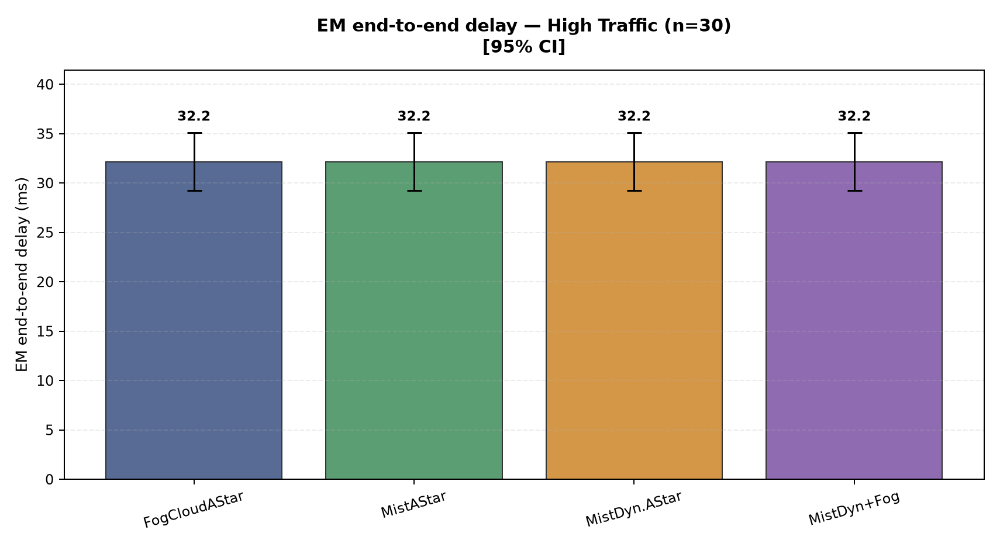 EM end-to-end delay — High Traffic (n=30)
[95% CI]
EM end-to-end delay (ms)
40
35
30
25
20
15
10
5
0
32.2
32.2
32.2
32.2
FogCloudAStar
MistAStar
MistDyn.AStar
MistDyn+Fog